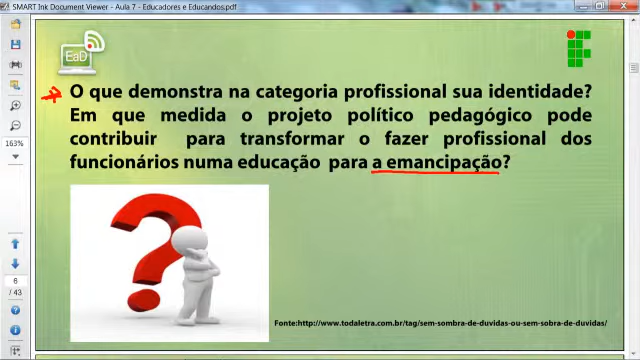 SMART Ink Document Viewer - Aula 7 - Educadores e Educandos.pdf
EaD
O que demonstra na categoria profissional sua identidade?
Em que medida o projeto político pedagógico pode
contribuir para transformar o fazer profissional dos
funcionários numa educação para a emancipação?
163%
6
/ 43
Fonte:http://www.todaletra.com.br/tag/sem-sombra-de-duvidas-ou-sem-sobra-de-duvidas/